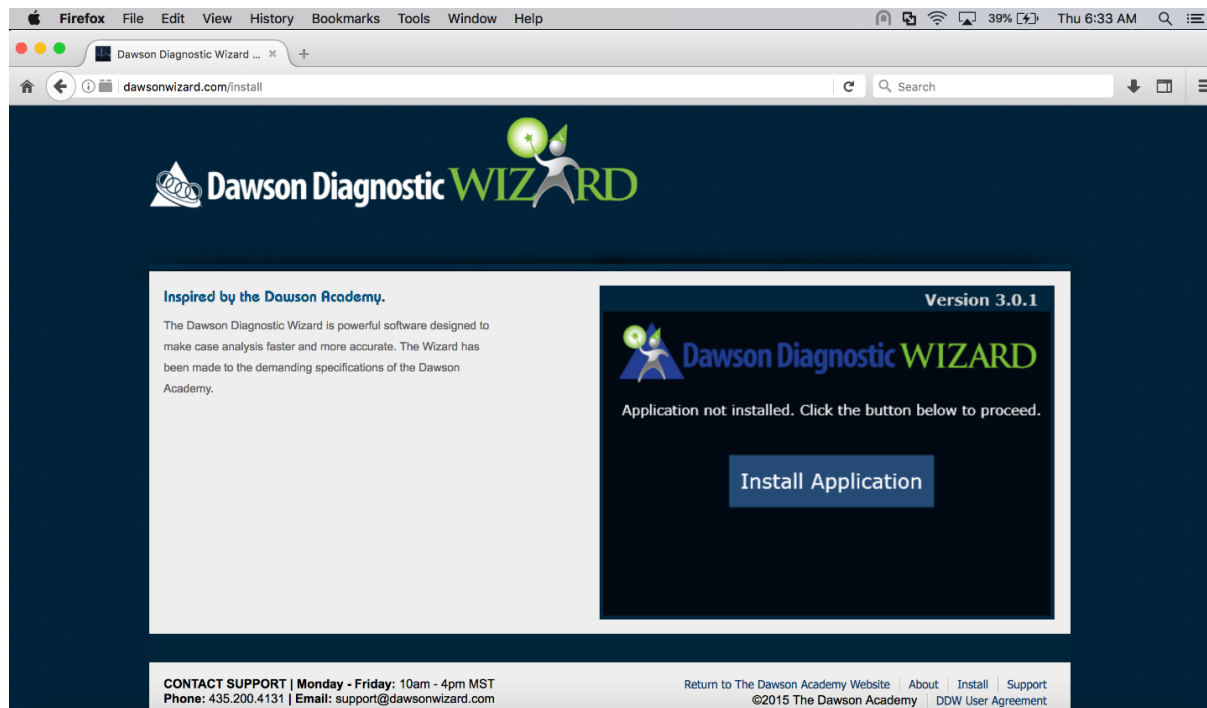 Firefox File Edit View History Bookmarks Tools Window Help 39% Thu 6:33 AM
Dawson Diagnostic Wizard ... × +
dawsonwizard.com/install Search
Dawson Diagnostic WIZARD
Inspired by the Dawson Academy.
The Dawson Diagnostic Wizard is powerful software designed to
make case analysis faster and more accurate. The Wizard has
been made to the demanding specifications of the Dawson
Academy.
Version 3.0.1
Dawson Diagnostic WIZARD
Application not installed. Click the button below to proceed.
Install Application
CONTACT SUPPORT | Monday - Friday: 10am - 4pm MST
Phone: 435.200.4131 | Email: support@dawsonwizard.com
Return to The Dawson Academy Website | About | Install | Support
©2015 The Dawson Academy | DDW User Agreement